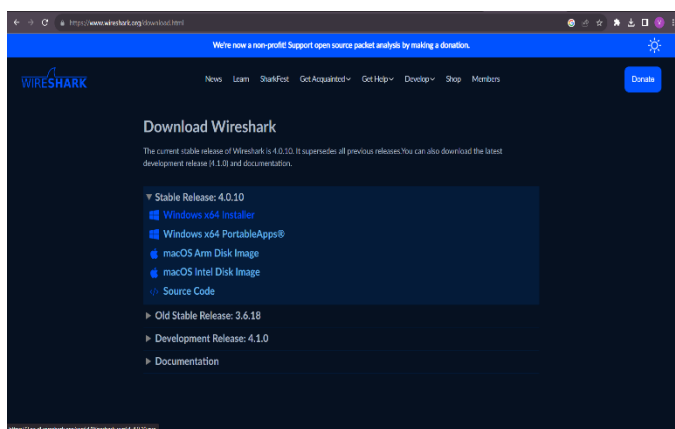 https://www.wireshark.org/download.html
We're now a non-profit! Support open source packet analysis by making a donation.
WIRESHARK
News Learn SharkFest Get Acquainted Get Help Develop Shop Members
Donate
Download Wireshark
The current stable release of Wireshark is 4.0.10. It supersedes all previous releases.You can also download the latest
development release (4.1.0) and documentation.
Stable Release: 4.0.10
Windows x64 Installer
Windows x64 PortableApps®
macOS Arm Disk Image
macOS Intel Disk Image
</> Source Code
Old Stable Release: 3.6.18
Development Release: 4.1.0
Documentation